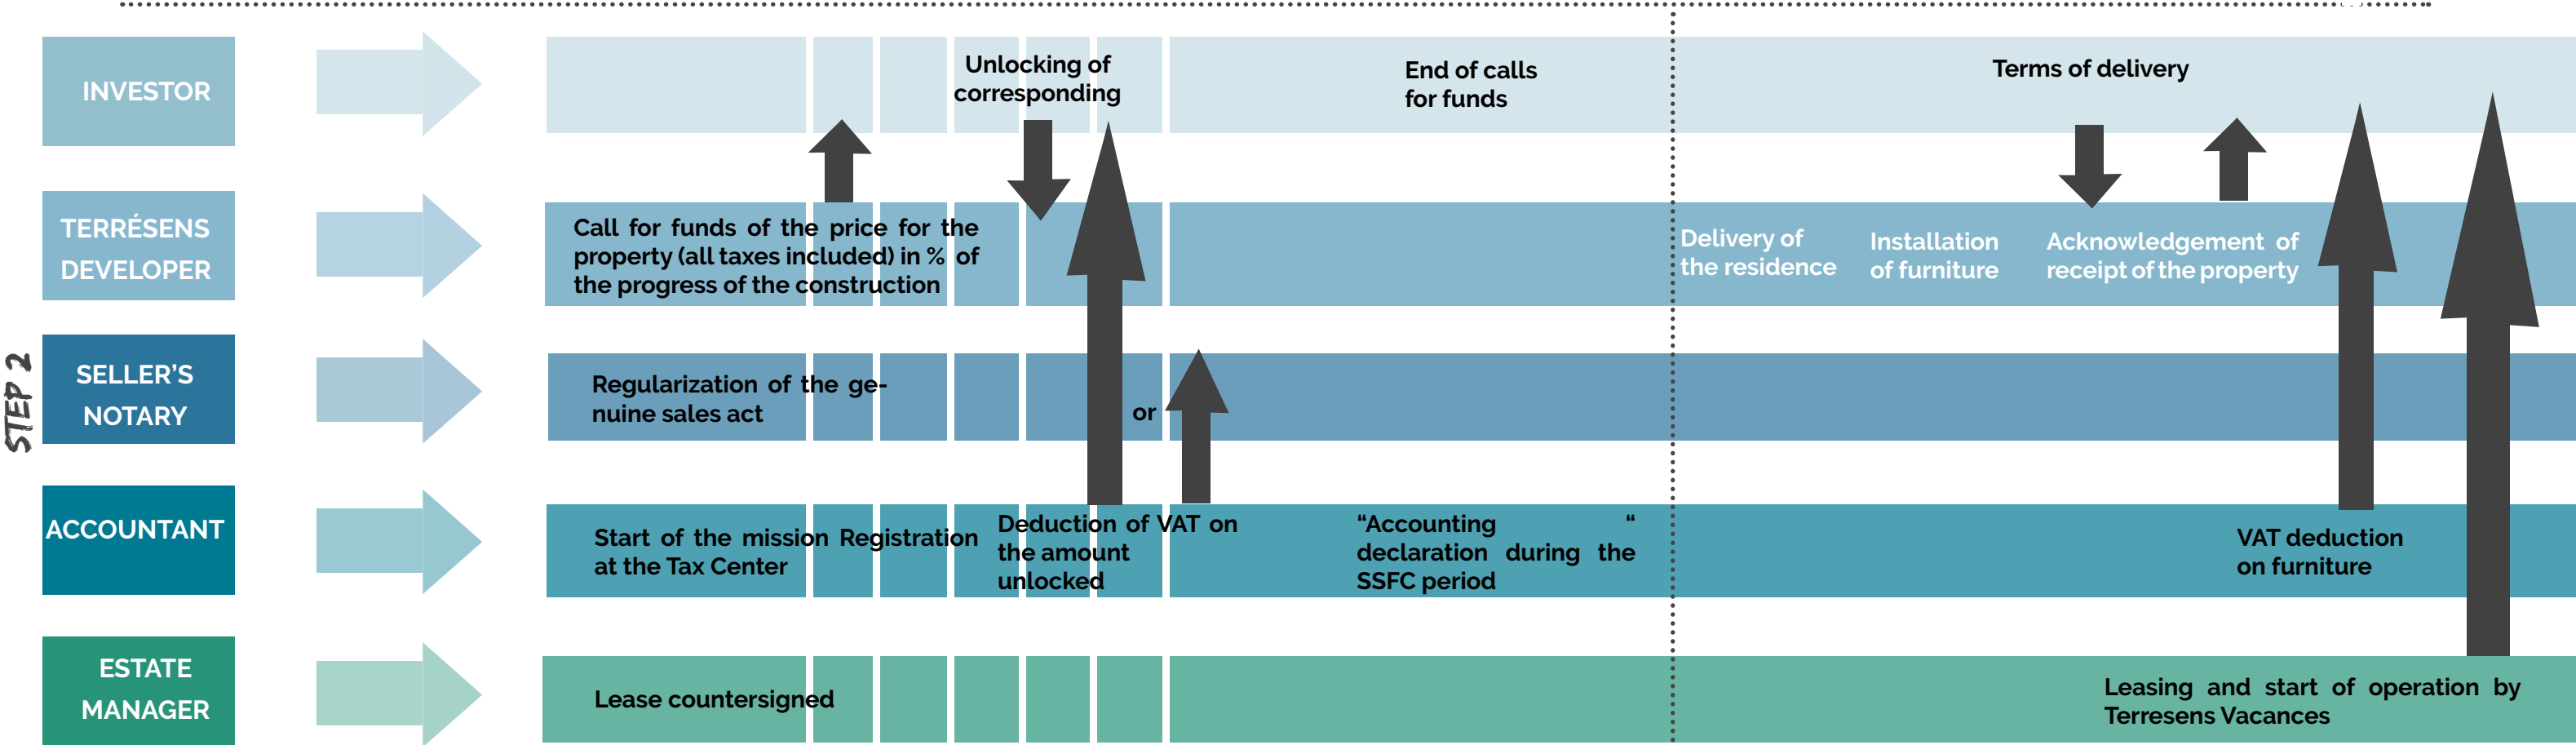 STEP 2
INVESTOR
Unlocking of
corresponding
End of calls
for funds
Terms of delivery
TERRÉSENS
DEVELOPER
Call for funds of the price for the
property (all taxes included) in % of
the progress of the construction
Delivery of
the residence
Installation
of furniture
Acknowledgement of
receipt of the property
SELLER’S
NOTARY
Regularization of the ge-
nuine sales act
or
ACCOUNTANT
Start of the mission Registration
at the Tax Center
Deduction of VAT on
the amount
unlocked
“Accounting “
declaration during the
SSFC period
VAT deduction
on furniture
ESTATE
MANAGER
Lease countersigned
Leasing and start of operation by
Terresens Vacances